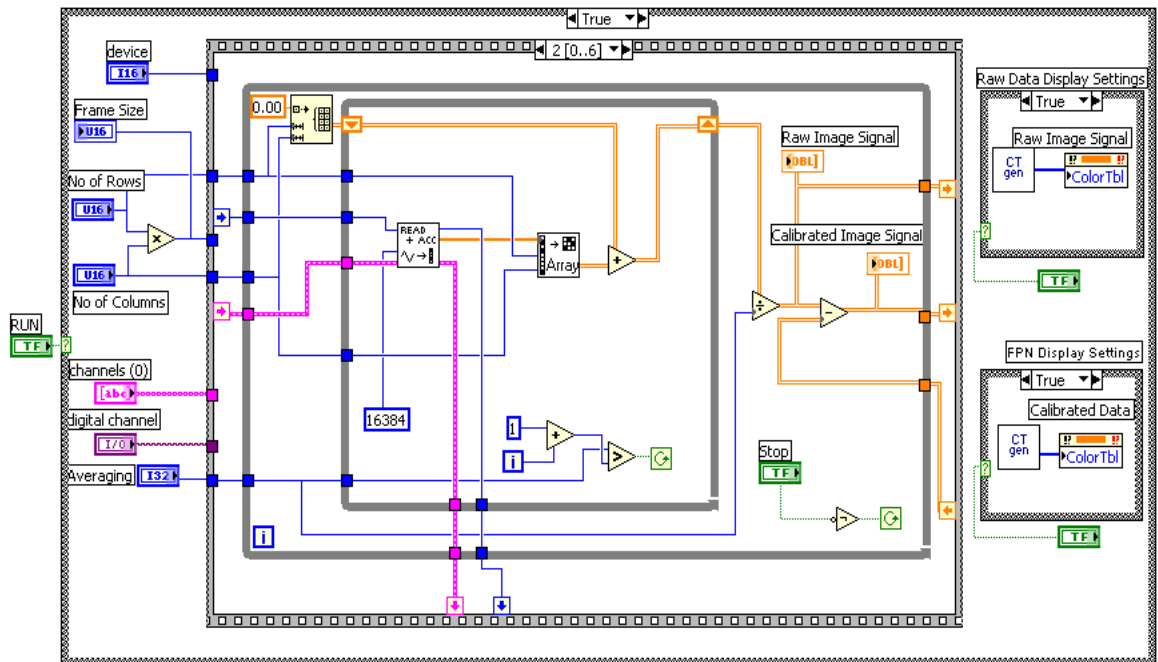 True
2 [0..6]
device
I16
Frame Size
U16
No of Rows
U16
U16
No of Columns
RUN
TF
channels (0)
[abc]
digital channel
I/O
Averaging
I32
0.00
READ
+ ACC
Array
16384
1
i
i
Raw Image Signal
DBL]
Calibrated Image Signal
DBL]
Stop
TF
Raw Data Display Settings
True
Raw Image Signal
CT
gen
ColorTbl
TF
FPN Display Settings
True
Calibrated Data
CT
gen
ColorTbl
TF